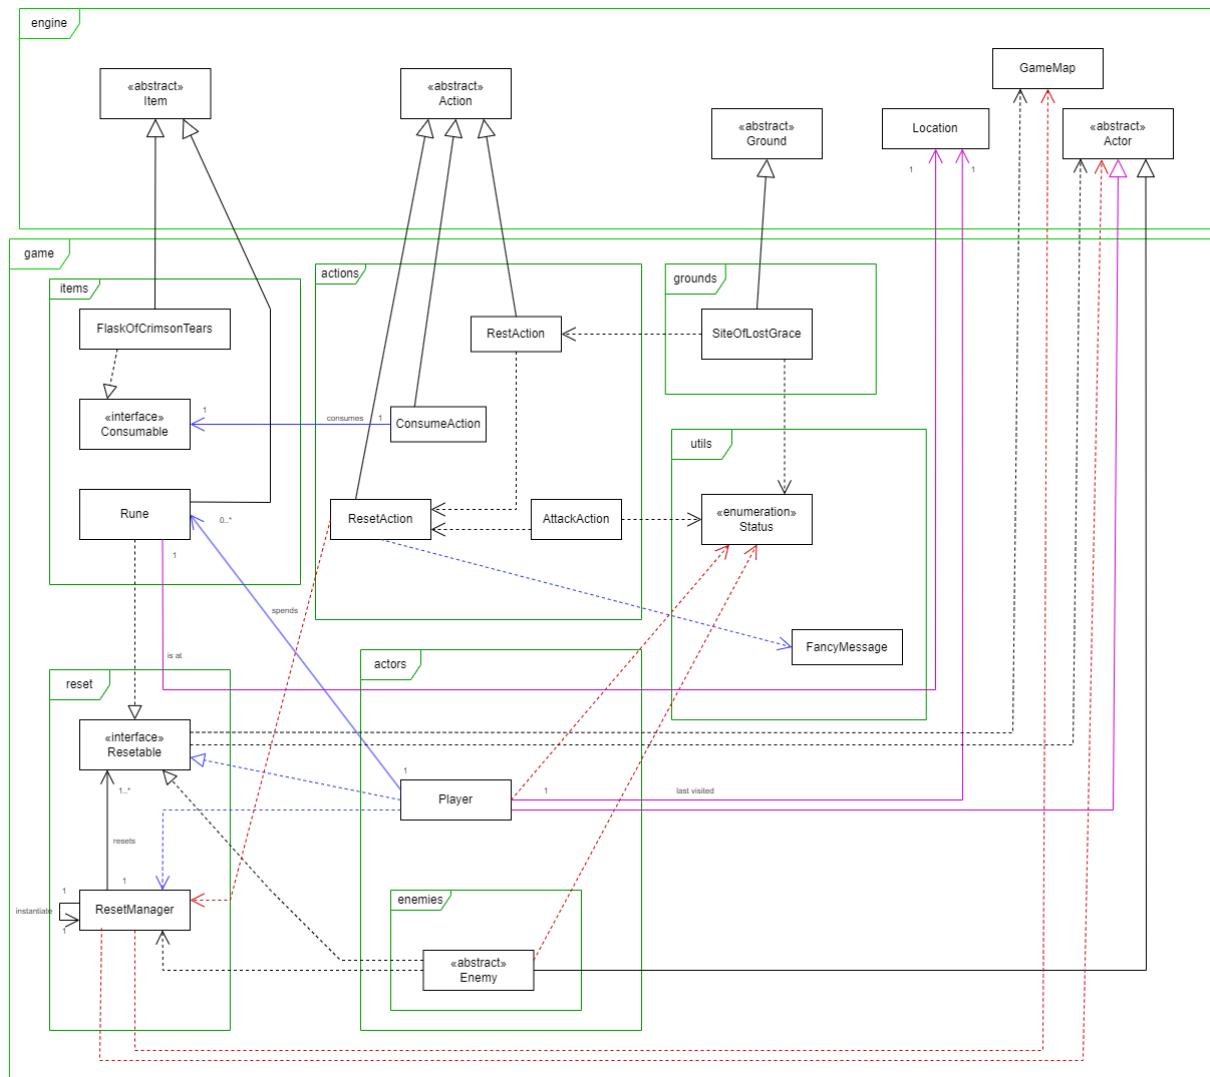 engine
GameMap
«abstract»
Item
«abstract»
Action
«abstract»
Ground
Location
«abstract»
Actor
1
1
game
items
actions
grounds
FlaskOfCrimsonTears
RestAction
SiteOfLostGrace
«interface»
Consumable
1
consumes
1
ConsumeAction
utils
Rune
0..*
ResetAction
AttackAction
«enumeration»
Status
1
spends
FancyMessage
is at
actors
reset
«interface»
Resetable
1
1..*
Player
1
last visited
resets
1
1
ResetManager
instantiate
1
enemies
«abstract»
Enemy